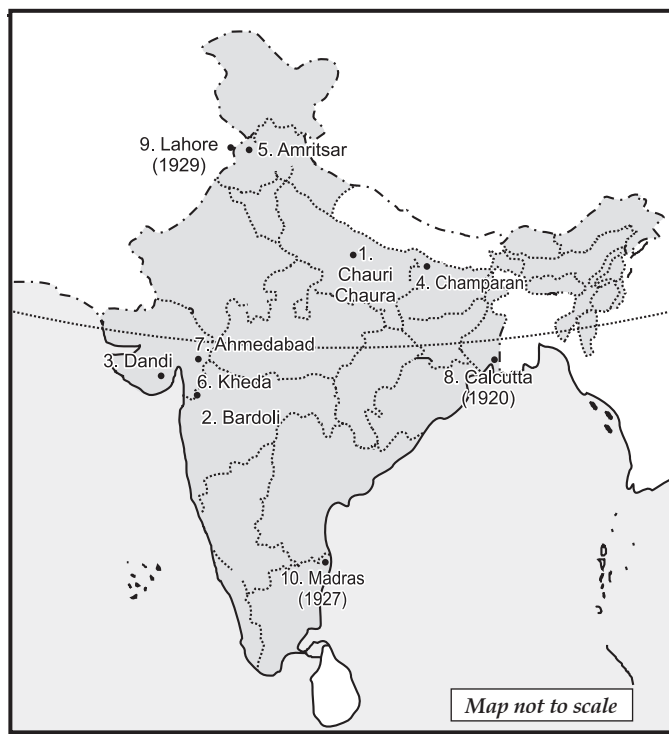 9. Lahore
(1929)
5. Amritsar
1.
Chauri
Chaura
4. Champaran
7. Ahmedabad
3. Dandi
6. Kheda
8. Calcutta
(1920)
2. Bardoli
10. Madras
(1927)
Map not to scale